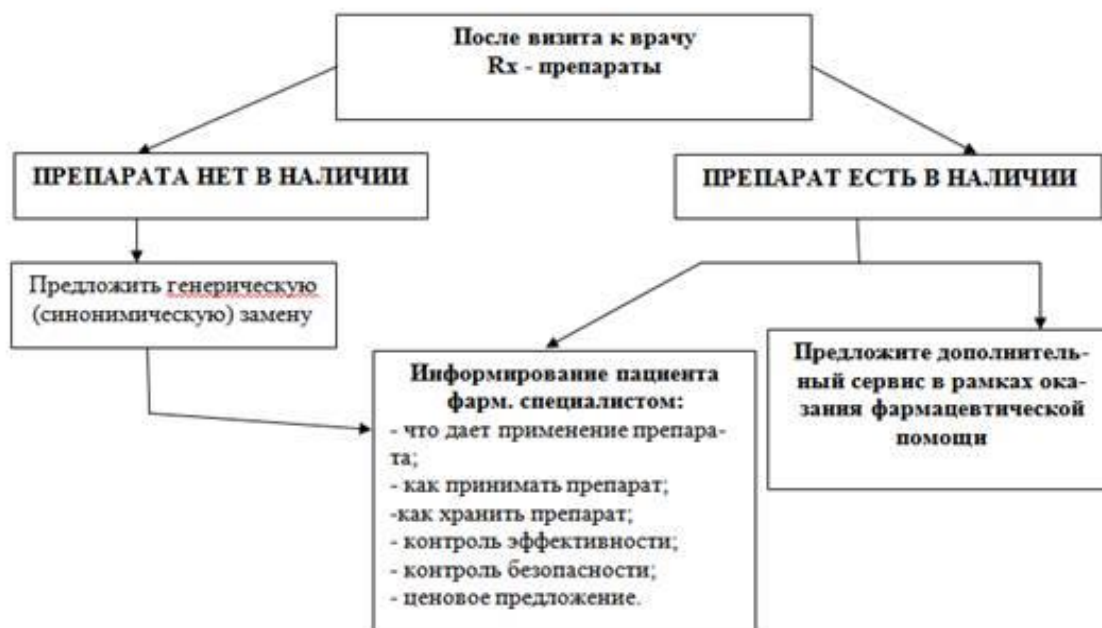 После визита к врачу
Rx - препараты
ПРЕПАРАТА НЕТ В НАЛИЧИИ
ПРЕПАРАТ ЕСТЬ В НАЛИЧИИ
Предложить генерическую
(синонимическую) замену
Информирование пациента
фарм. специалистом:
- что дает применение препара-
та;
- как принимать препарат;
-как хранить препарат;
- контроль эффективности;
- контроль безопасности;
- ценовое предложение.
Предложите дополнитель-
ный сервис в рамках ока-
зания фармацевтической
помощи